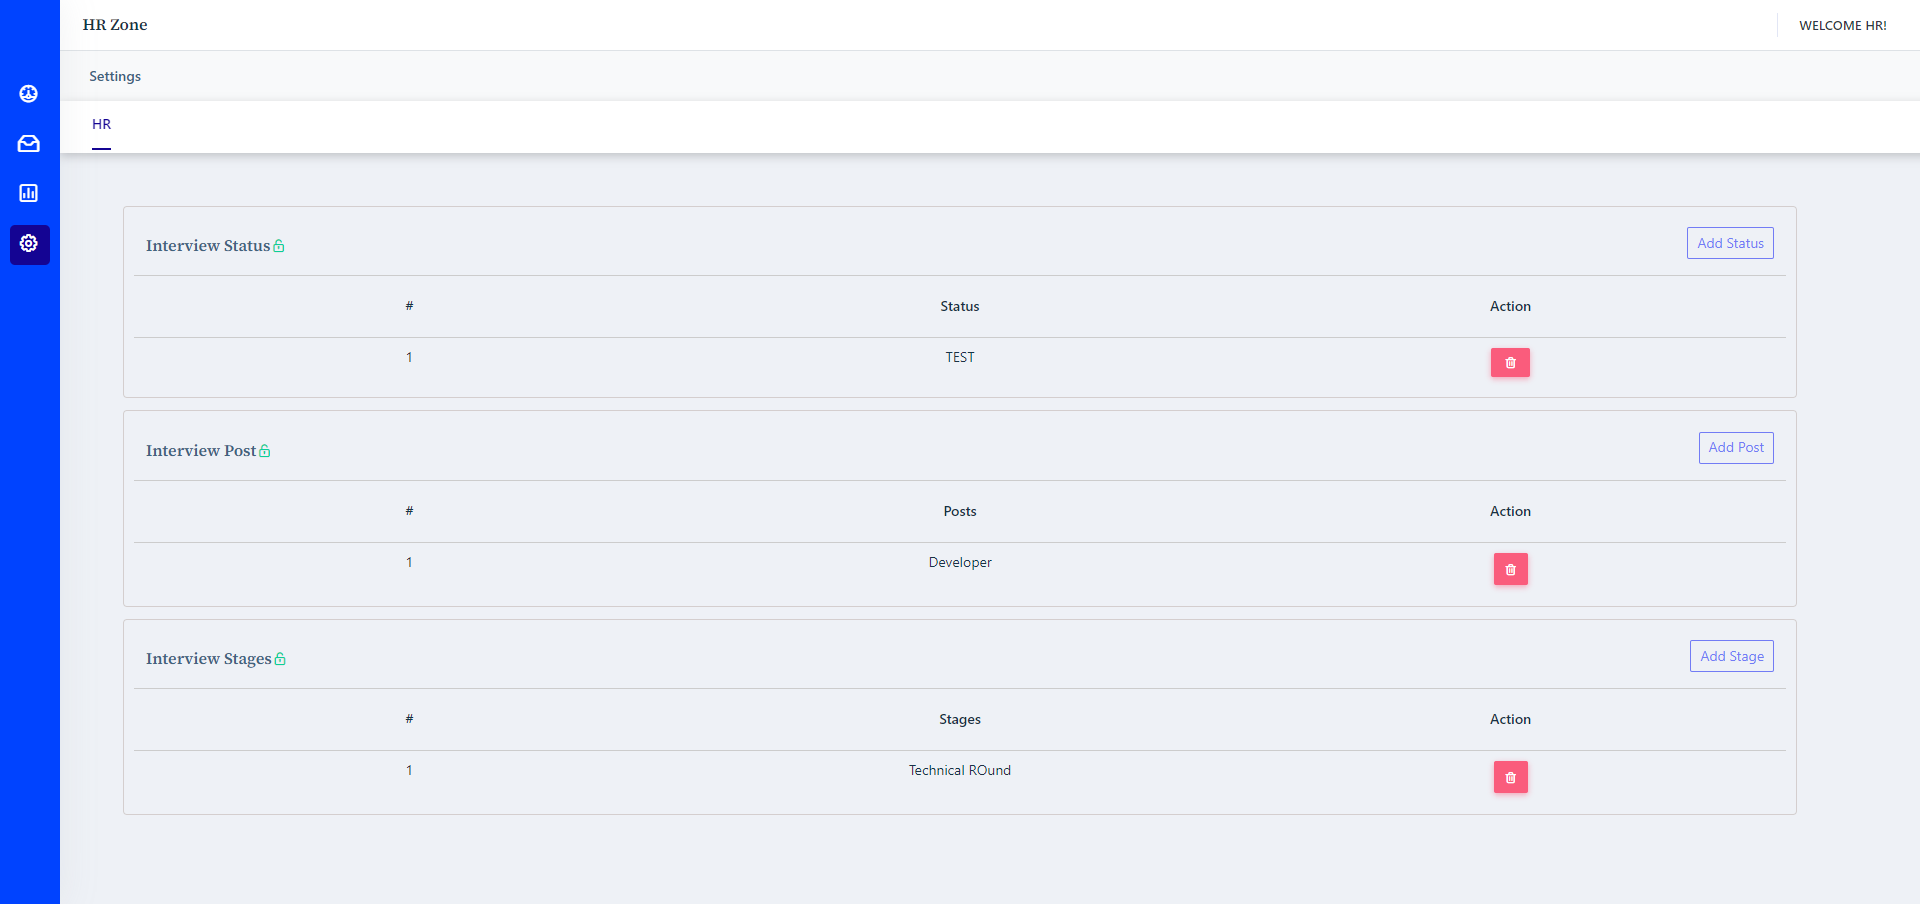 HR Zone
WELCOME HR!
Settings
HR
Interview Status
Add Status
# Status Action
1 TEST
Interview Post
Add Post
# Posts Action
1 Developer
Interview Stages
Add Stage
# Stages Action
1 Technical ROund